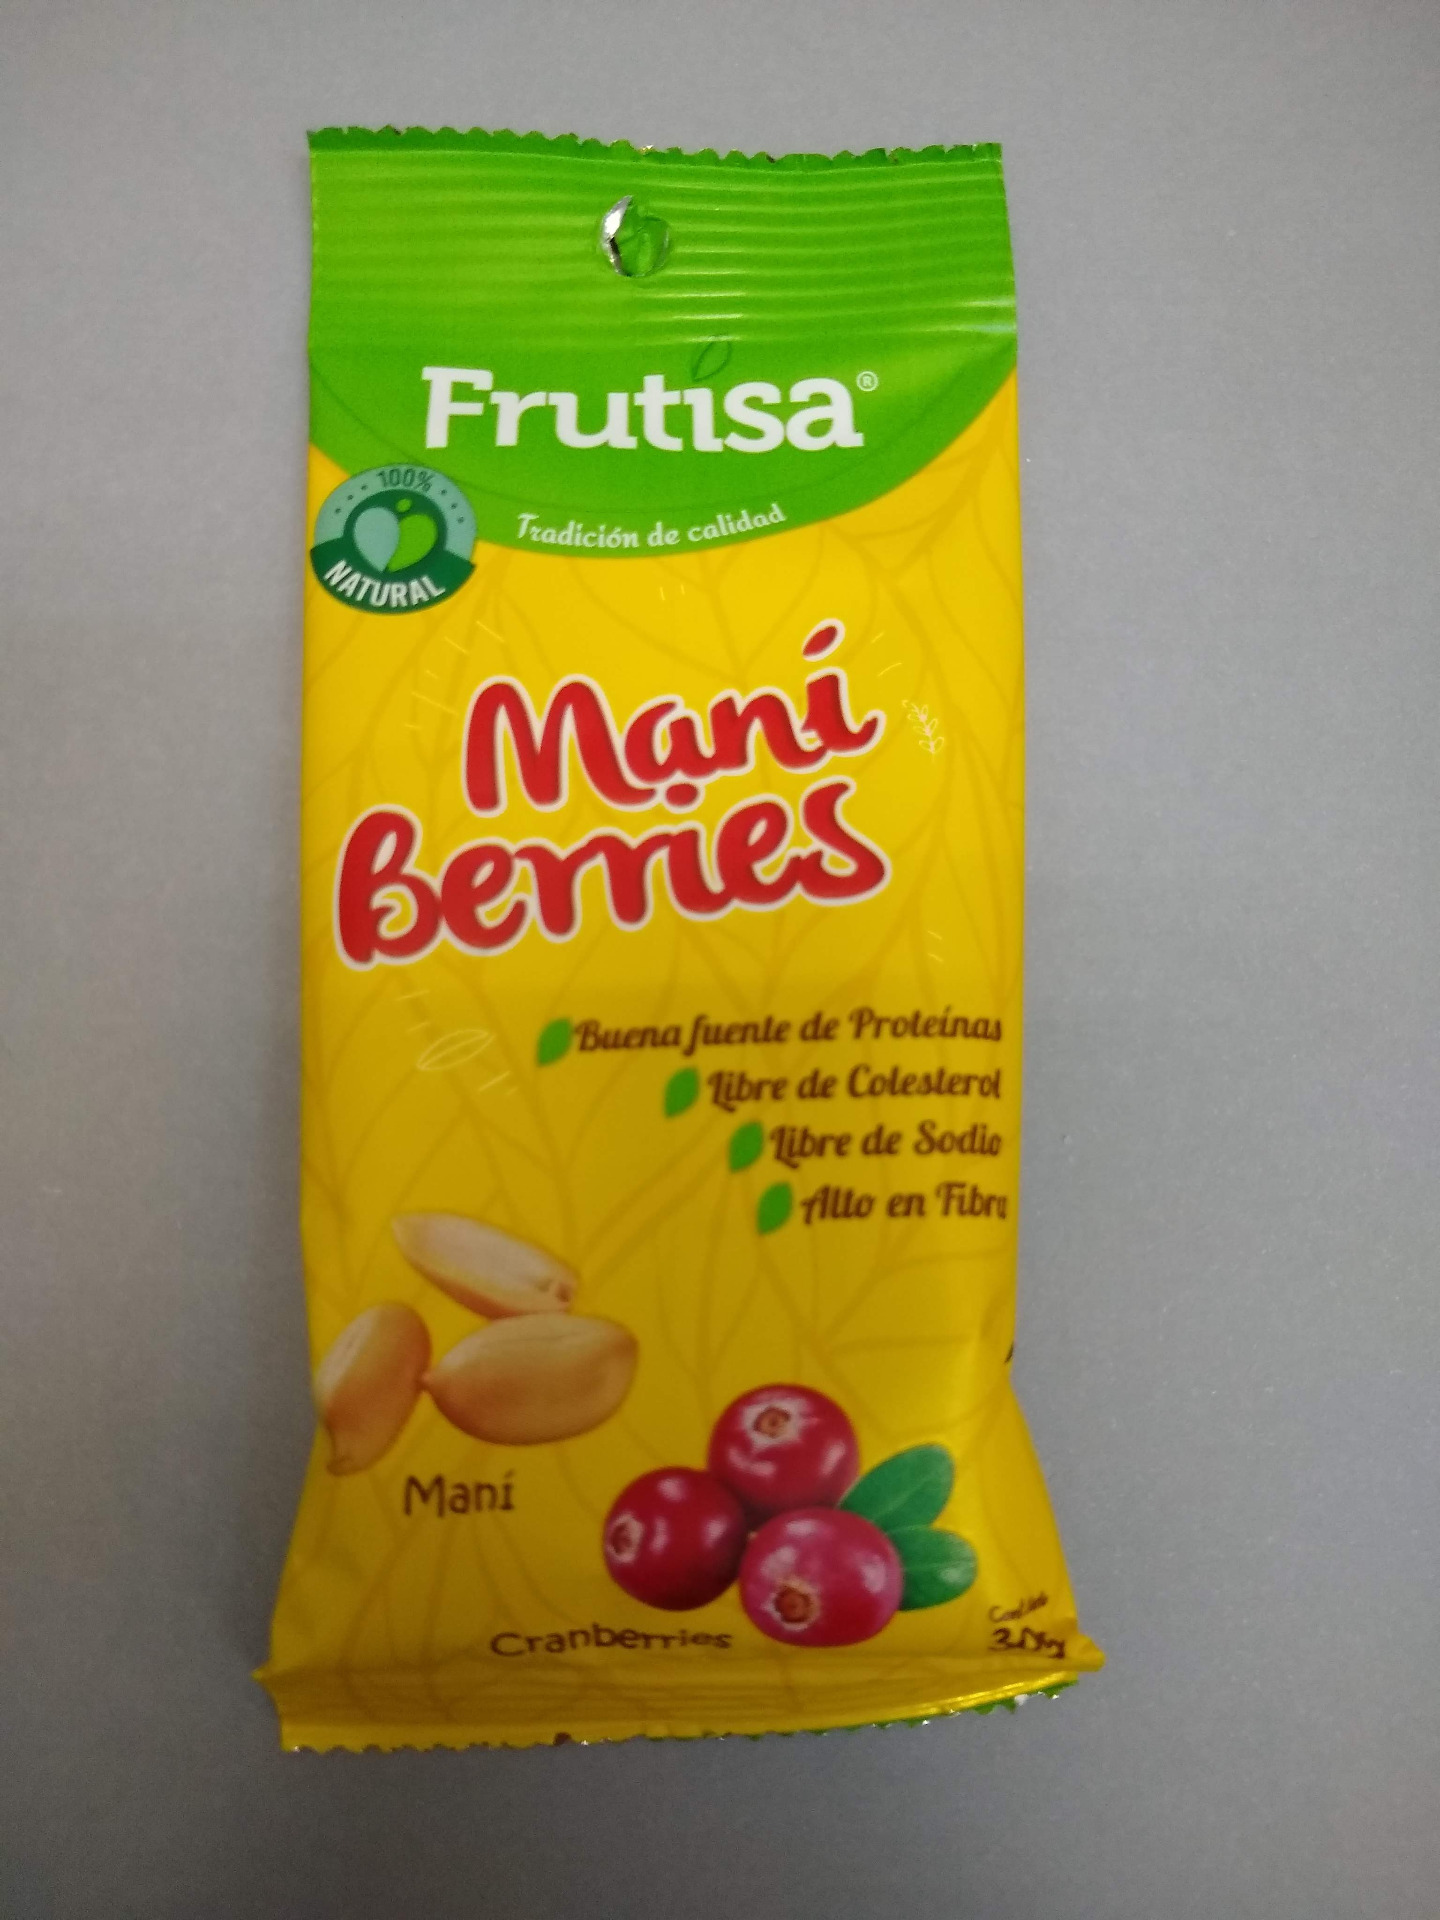 Frutisa®
Tradición de calidad
100%
NATURAL
Maní
Berries
Buena fuente de Proteínas
Libre de Colesterol
Libre de Sodio
Alto en Fibra
Maní
Cranberries